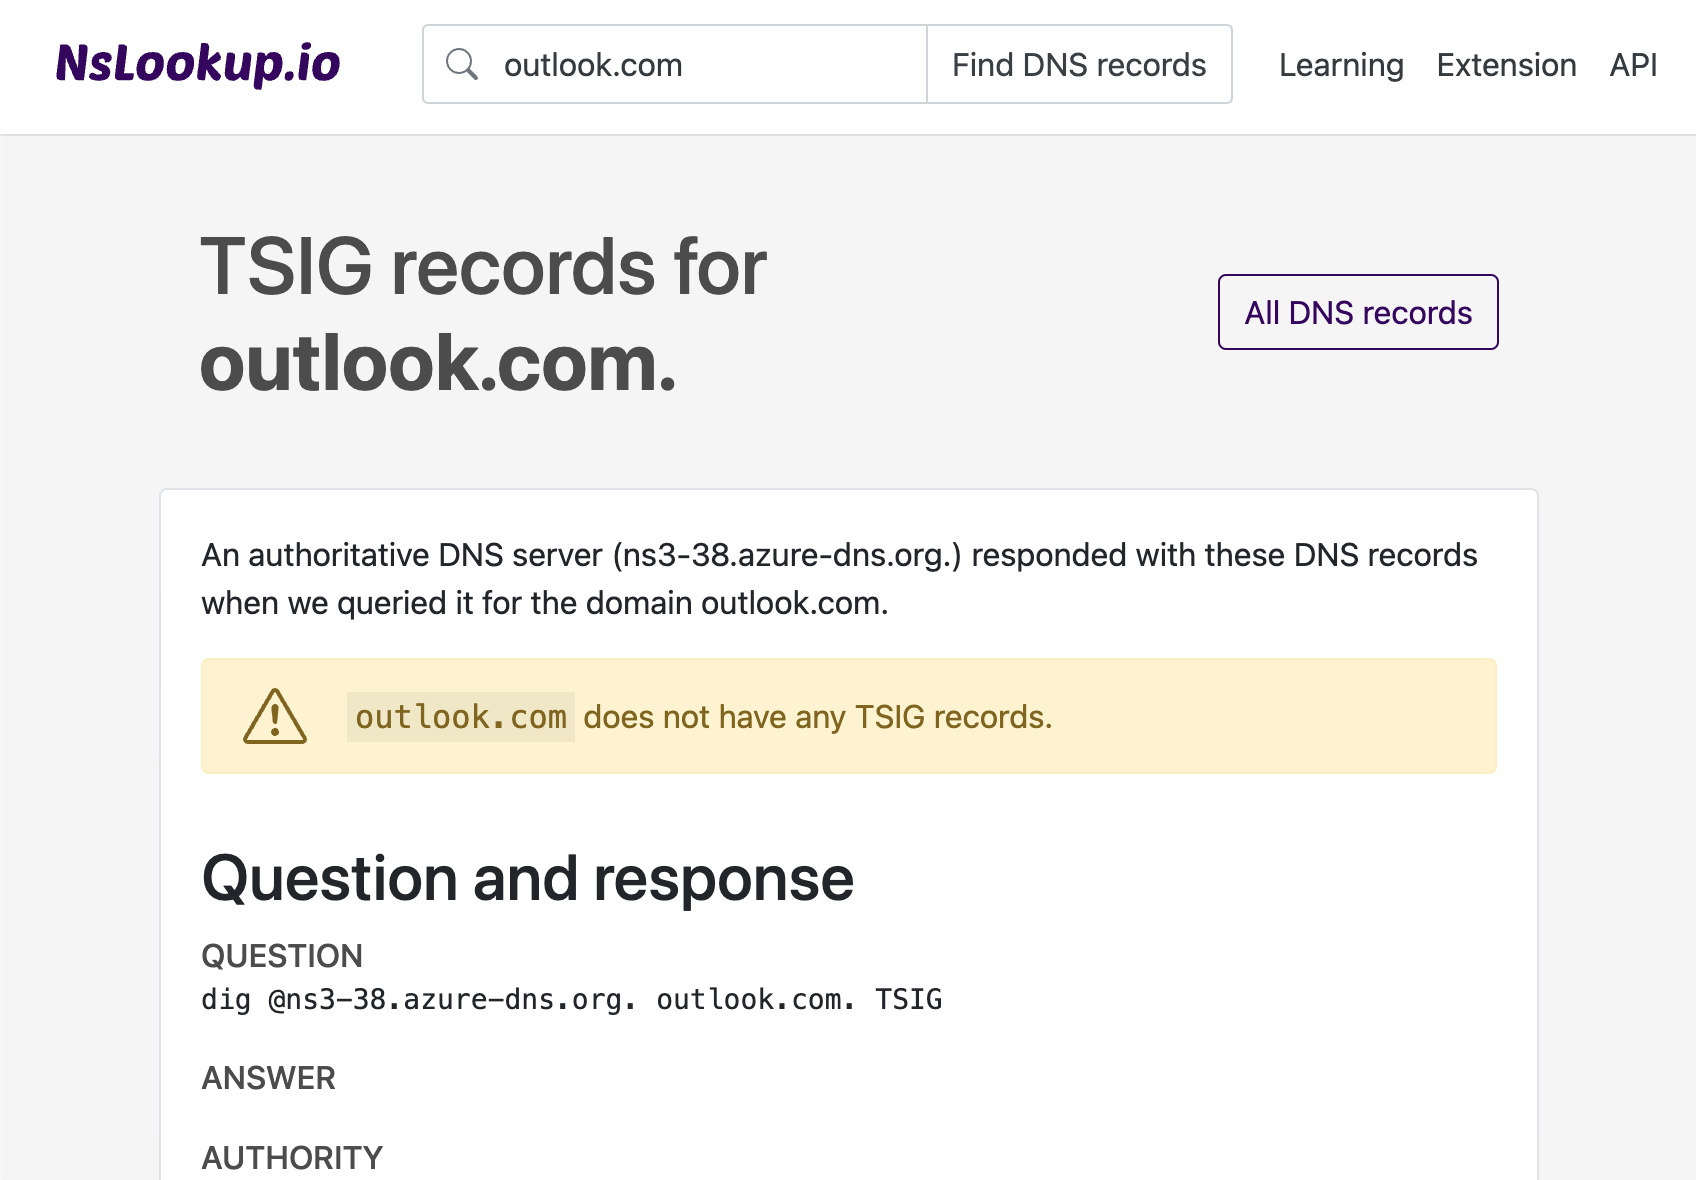 NsLookup.io
outlook.com
Find DNS records
Learning
Extension
API
TSIG records for
outlook.com.
All DNS records
An authoritative DNS server (ns3-38.azure-dns.org.) responded with these DNS records
when we queried it for the domain outlook.com.
outlook.com does not have any TSIG records.
Question and response
QUESTION
dig @ns3-38.azure-dns.org. outlook.com. TSIG
ANSWER
AUTHORITY